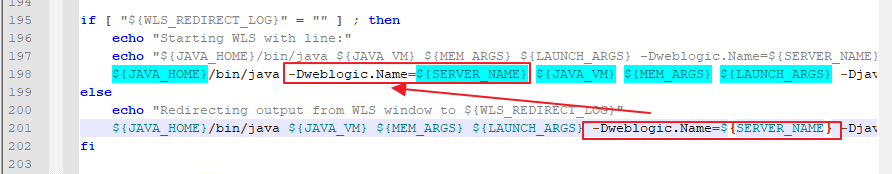 194
195 if [ "${WLS_REDIRECT_LOG}" = "" ] ; then
196 echo "Starting WLS with line:"
197 echo "${JAVA_HOME}/bin/java ${JAVA_VM} ${MEM_ARGS} ${LAUNCH_ARGS} -Dweblogic.Name=${SERVER_NAME}
198 ${JAVA_HOME}/bin/java -Dweblogic.Name=${SERVER_NAME} ${JAVA_VM} ${MEM_ARGS} ${LAUNCH_ARGS} -Djav
199 else
200 echo "Redirecting output from WLS window to ${WLS_REDIRECT_LOG}"
201 ${JAVA_HOME}/bin/java ${JAVA_VM} ${MEM_ARGS} ${LAUNCH_ARGS} -Dweblogic.Name=${SERVER_NAME} -Djav
202 fi
203